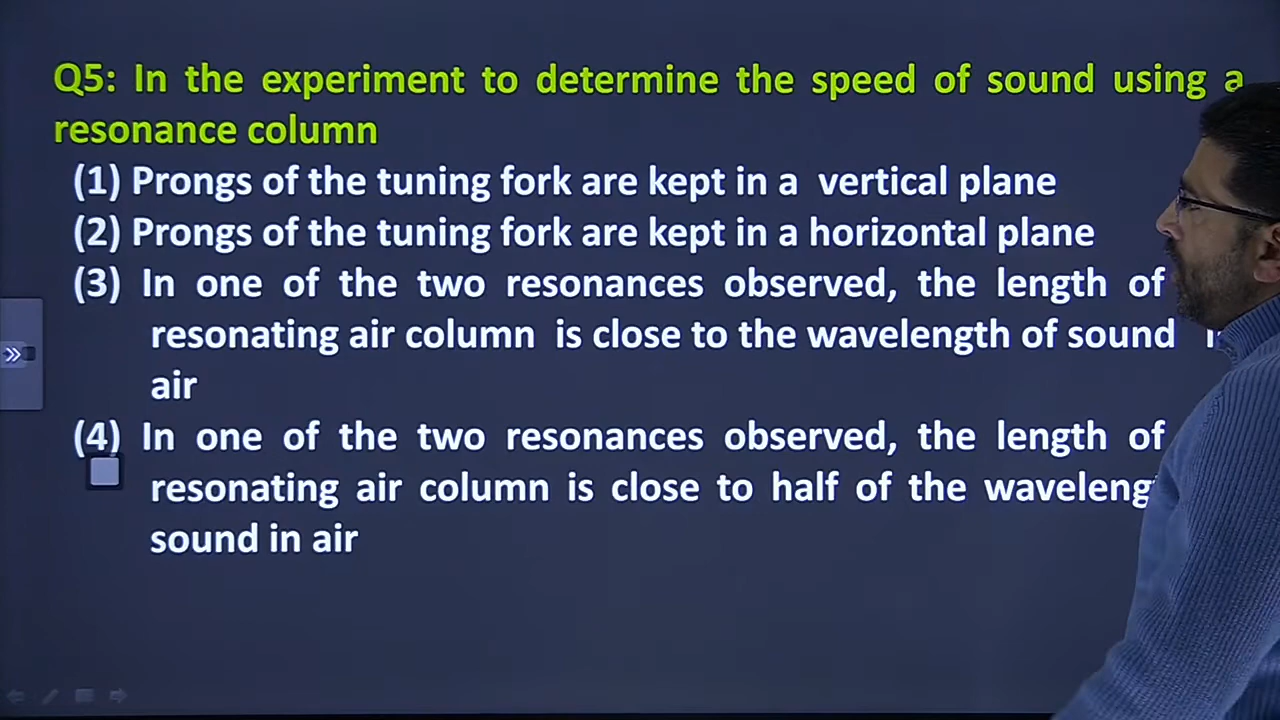 Q5: In the experiment to determine the speed of sound using a
resonance column
(1) Prongs of the tuning fork are kept in a vertical plane
(2) Prongs of the tuning fork are kept in a horizontal plane
(3) In one of the two resonances observed, the length of
resonating air column is close to the wavelength of sound
air
(4) In one of the two resonances observed, the length of
resonating air column is close to half of the
sound in air